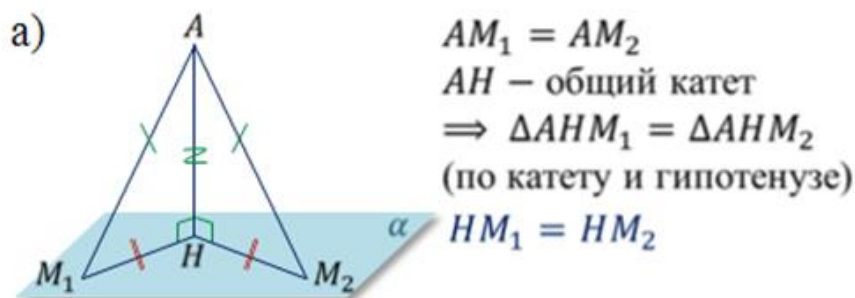 а)
A
M₁
H
M₂
α
AM₁ = AM₂
AH − общий катет
⟹ ΔAHM₁ = ΔAHM₂
(по катету и гипотенузе)
HM₁ = HM₂